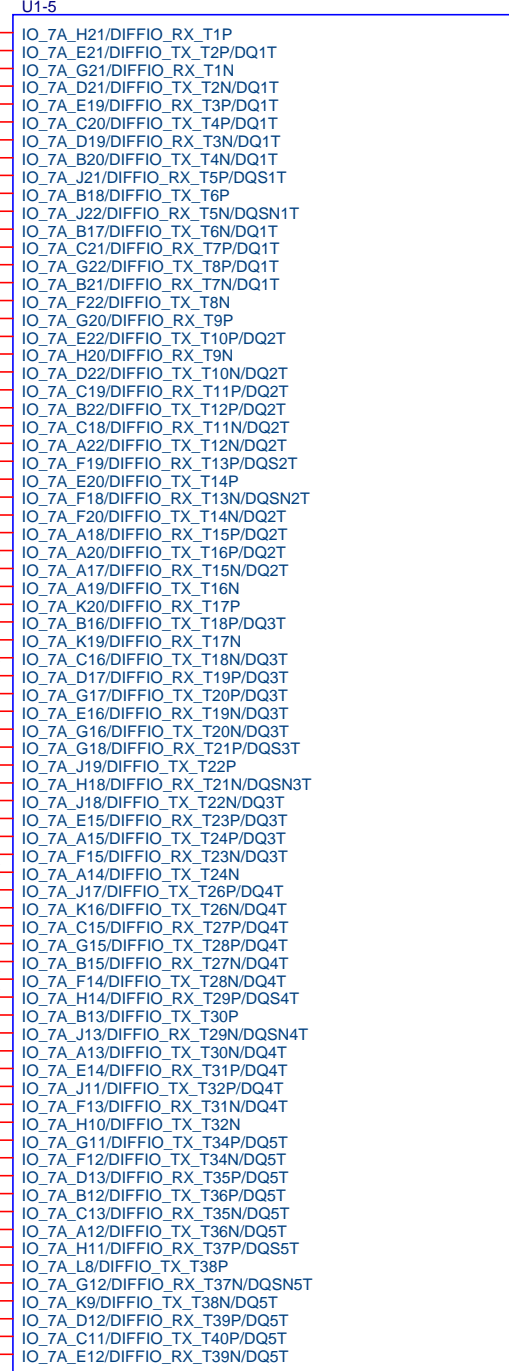 U1-5
IO_7A_H21/DIFFIO_RX_T1P
IO_7A_E21/DIFFIO_TX_T2P/DQ1T
IO_7A_G21/DIFFIO_RX_T1N
IO_7A_D21/DIFFIO_TX_T2N/DQ1T
IO_7A_E19/DIFFIO_RX_T3P/DQ1T
IO_7A_C20/DIFFIO_TX_T4P/DQ1T
IO_7A_D19/DIFFIO_RX_T3N/DQ1T
IO_7A_B20/DIFFIO_TX_T4N/DQ1T
IO_7A_J21/DIFFIO_RX_T5P/DQS1T
IO_7A_B18/DIFFIO_TX_T6P
IO_7A_J22/DIFFIO_RX_T5N/DQSN1T
IO_7A_B17/DIFFIO_TX_T6N/DQ1T
IO_7A_C21/DIFFIO_RX_T7P/DQ1T
IO_7A_G22/DIFFIO_TX_T8P/DQ1T
IO_7A_B21/DIFFIO_RX_T7N/DQ1T
IO_7A_F22/DIFFIO_TX_T8N
IO_7A_G20/DIFFIO_RX_T9P
IO_7A_E22/DIFFIO_TX_T10P/DQ2T
IO_7A_H20/DIFFIO_RX_T9N
IO_7A_D22/DIFFIO_TX_T10N/DQ2T
IO_7A_C19/DIFFIO_RX_T11P/DQ2T
IO_7A_B22/DIFFIO_TX_T12P/DQ2T
IO_7A_C18/DIFFIO_RX_T11N/DQ2T
IO_7A_A22/DIFFIO_TX_T12N/DQ2T
IO_7A_F19/DIFFIO_RX_T13P/DQS2T
IO_7A_E20/DIFFIO_TX_T14P
IO_7A_F18/DIFFIO_RX_T13N/DQSN2T
IO_7A_F20/DIFFIO_TX_T14N/DQ2T
IO_7A_A18/DIFFIO_RX_T15P/DQ2T
IO_7A_A20/DIFFIO_TX_T16P/DQ2T
IO_7A_A17/DIFFIO_RX_T15N/DQ2T
IO_7A_A19/DIFFIO_TX_T16N
IO_7A_K20/DIFFIO_RX_T17P
IO_7A_B16/DIFFIO_TX_T18P/DQ3T
IO_7A_K19/DIFFIO_RX_T17N
IO_7A_C16/DIFFIO_TX_T18N/DQ3T
IO_7A_D17/DIFFIO_RX_T19P/DQ3T
IO_7A_G17/DIFFIO_TX_T20P/DQ3T
IO_7A_E16/DIFFIO_RX_T19N/DQ3T
IO_7A_G16/DIFFIO_TX_T20N/DQ3T
IO_7A_G18/DIFFIO_RX_T21P/DQS3T
IO_7A_J19/DIFFIO_TX_T22P
IO_7A_H18/DIFFIO_RX_T21N/DQSN3T
IO_7A_J18/DIFFIO_TX_T22N/DQ3T
IO_7A_E15/DIFFIO_RX_T23P/DQ3T
IO_7A_A15/DIFFIO_TX_T24P/DQ3T
IO_7A_F15/DIFFIO_RX_T23N/DQ3T
IO_7A_A14/DIFFIO_TX_T24N
IO_7A_J17/DIFFIO_TX_T26P/DQ4T
IO_7A_K16/DIFFIO_TX_T26N/DQ4T
IO_7A_C15/DIFFIO_RX_T27P/DQ4T
IO_7A_G15/DIFFIO_TX_T28P/DQ4T
IO_7A_B15/DIFFIO_RX_T27N/DQ4T
IO_7A_F14/DIFFIO_TX_T28N/DQ4T
IO_7A_H14/DIFFIO_RX_T29P/DQS4T
IO_7A_B13/DIFFIO_TX_T30P
IO_7A_J13/DIFFIO_RX_T29N/DQSN4T
IO_7A_A13/DIFFIO_TX_T30N/DQ4T
IO_7A_E14/DIFFIO_RX_T31P/DQ4T
IO_7A_J11/DIFFIO_TX_T32P/DQ4T
IO_7A_F13/DIFFIO_RX_T31N/DQ4T
IO_7A_H10/DIFFIO_TX_T32N
IO_7A_G11/DIFFIO_TX_T34P/DQ5T
IO_7A_F12/DIFFIO_TX_T34N/DQ5T
IO_7A_D13/DIFFIO_RX_T35P/DQ5T
IO_7A_B12/DIFFIO_TX_T36P/DQ5T
IO_7A_C13/DIFFIO_RX_T35N/DQ5T
IO_7A_A12/DIFFIO_TX_T36N/DQ5T
IO_7A_H11/DIFFIO_RX_T37P/DQS5T
IO_7A_L8/DIFFIO_TX_T38P
IO_7A_G12/DIFFIO_RX_T37N/DQSN5T
IO_7A_K9/DIFFIO_TX_T38N/DQ5T
IO_7A_D12/DIFFIO_RX_T39P/DQ5T
IO_7A_C11/DIFFIO_TX_T40P/DQ5T
IO_7A_E12/DIFFIO_RX_T39N/DQ5T